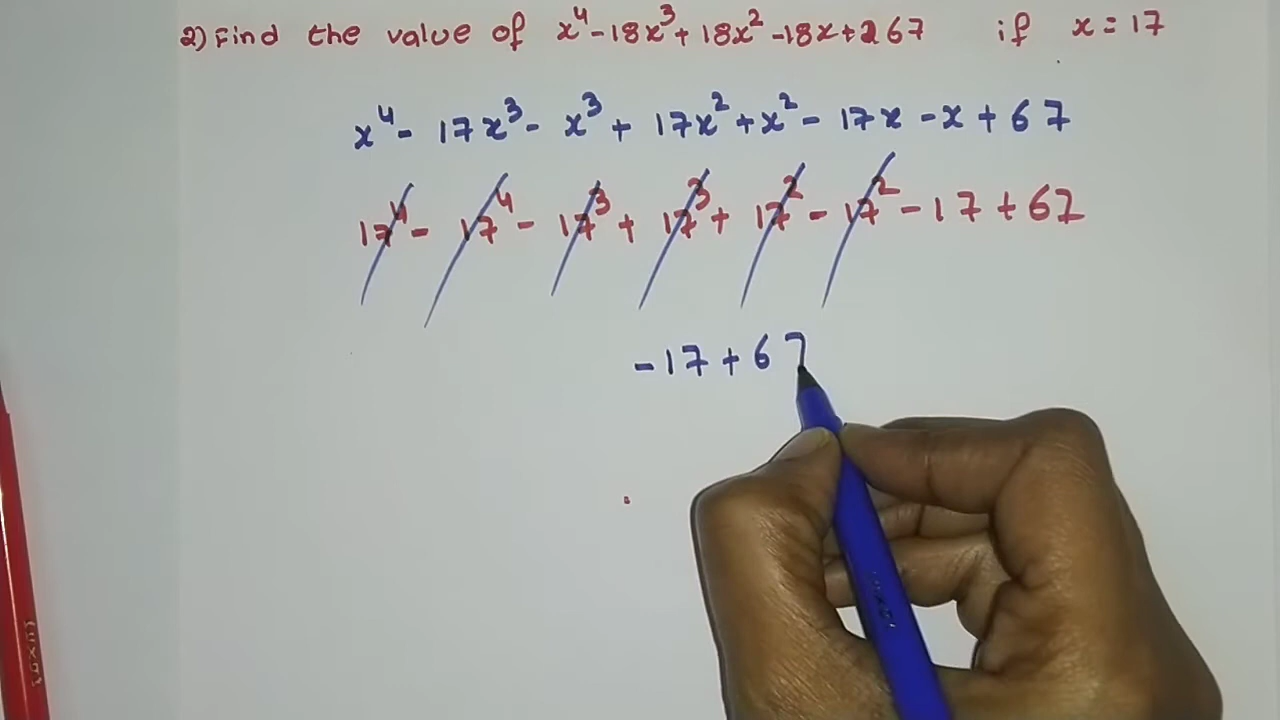 2) Find the value of x⁴-18x³+18x²-18x+267 if x=17
x⁴- 17x³- x³+ 17x²+x²- 17x -x+67
17⁴- 17⁴- 17³+ 17³+ 17²- 17²-17+67
-17+67